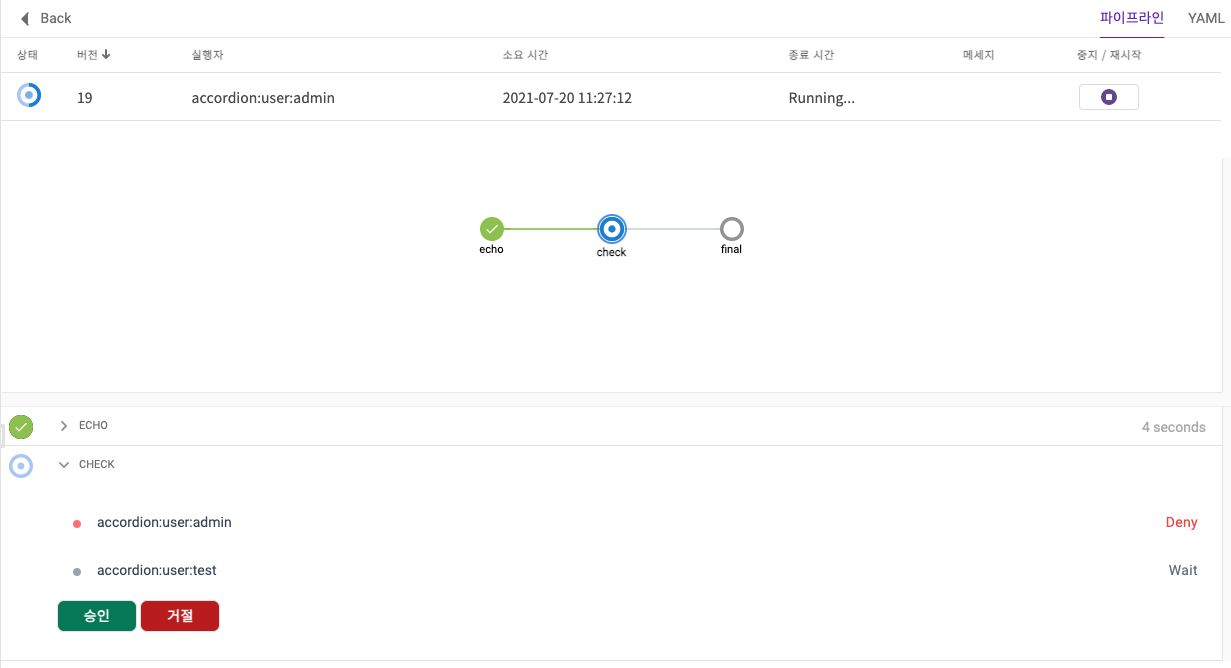 Back
파이프라인 YAML
상태 버전 실행자 소요 시간 종료 시간 메세지 중지 / 재시작
19 accordion:user:admin 2021-07-20 11:27:12 Running...
echo check final
ECHO 4 seconds
CHECK
accordion:user:admin Deny
accordion:user:test Wait
승인 거절